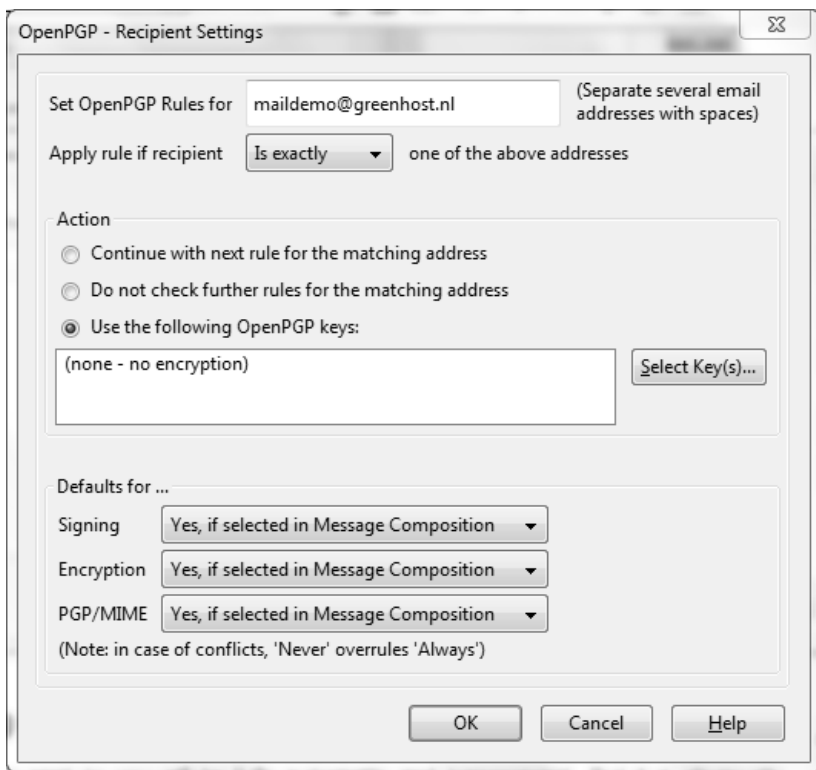 OpenPGP - Recipient Settings
Set OpenPGP Rules for maildemo@greenhost.nl (Separate several email
addresses with spaces)
Apply rule if recipient Is exactly one of the above addresses
Action
Continue with next rule for the matching address
Do not check further rules for the matching address
Use the following OpenPGP keys:
(none - no encryption) Select Key(s)...
Defaults for ...
Signing Yes, if selected in Message Composition
Encryption Yes, if selected in Message Composition
PGP/MIME Yes, if selected in Message Composition
(Note: in case of conflicts, 'Never' overrules 'Always')
OK Cancel Help